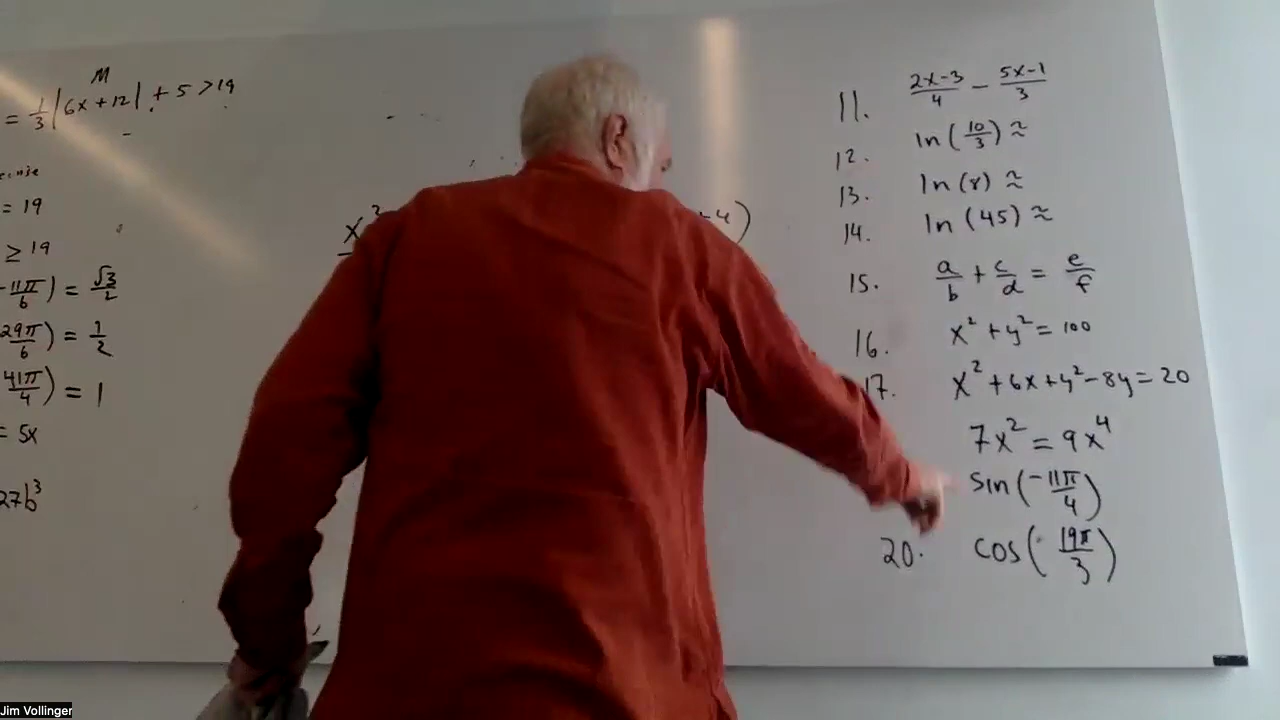 M
= 1/3 |6x+12| + 5 > 19
= 19
≥ 19
-11π/6) = √3/2
29π/6) = 1/2
41π/4) = 1
= 5x
27b³
x²
-4)
11. (2x-3)/4 - (5x-1)/3
12. ln(10/3) ≈
13. ln(8) ≈
14. ln(45) ≈
15. a/b + c/d = e/f
16. x² + y² = 100
17. x² + 6x + y² - 8y = 20
7x² = 9x⁴
sin(-11π/4)
20. cos(19π/3)
Jim Vollinger